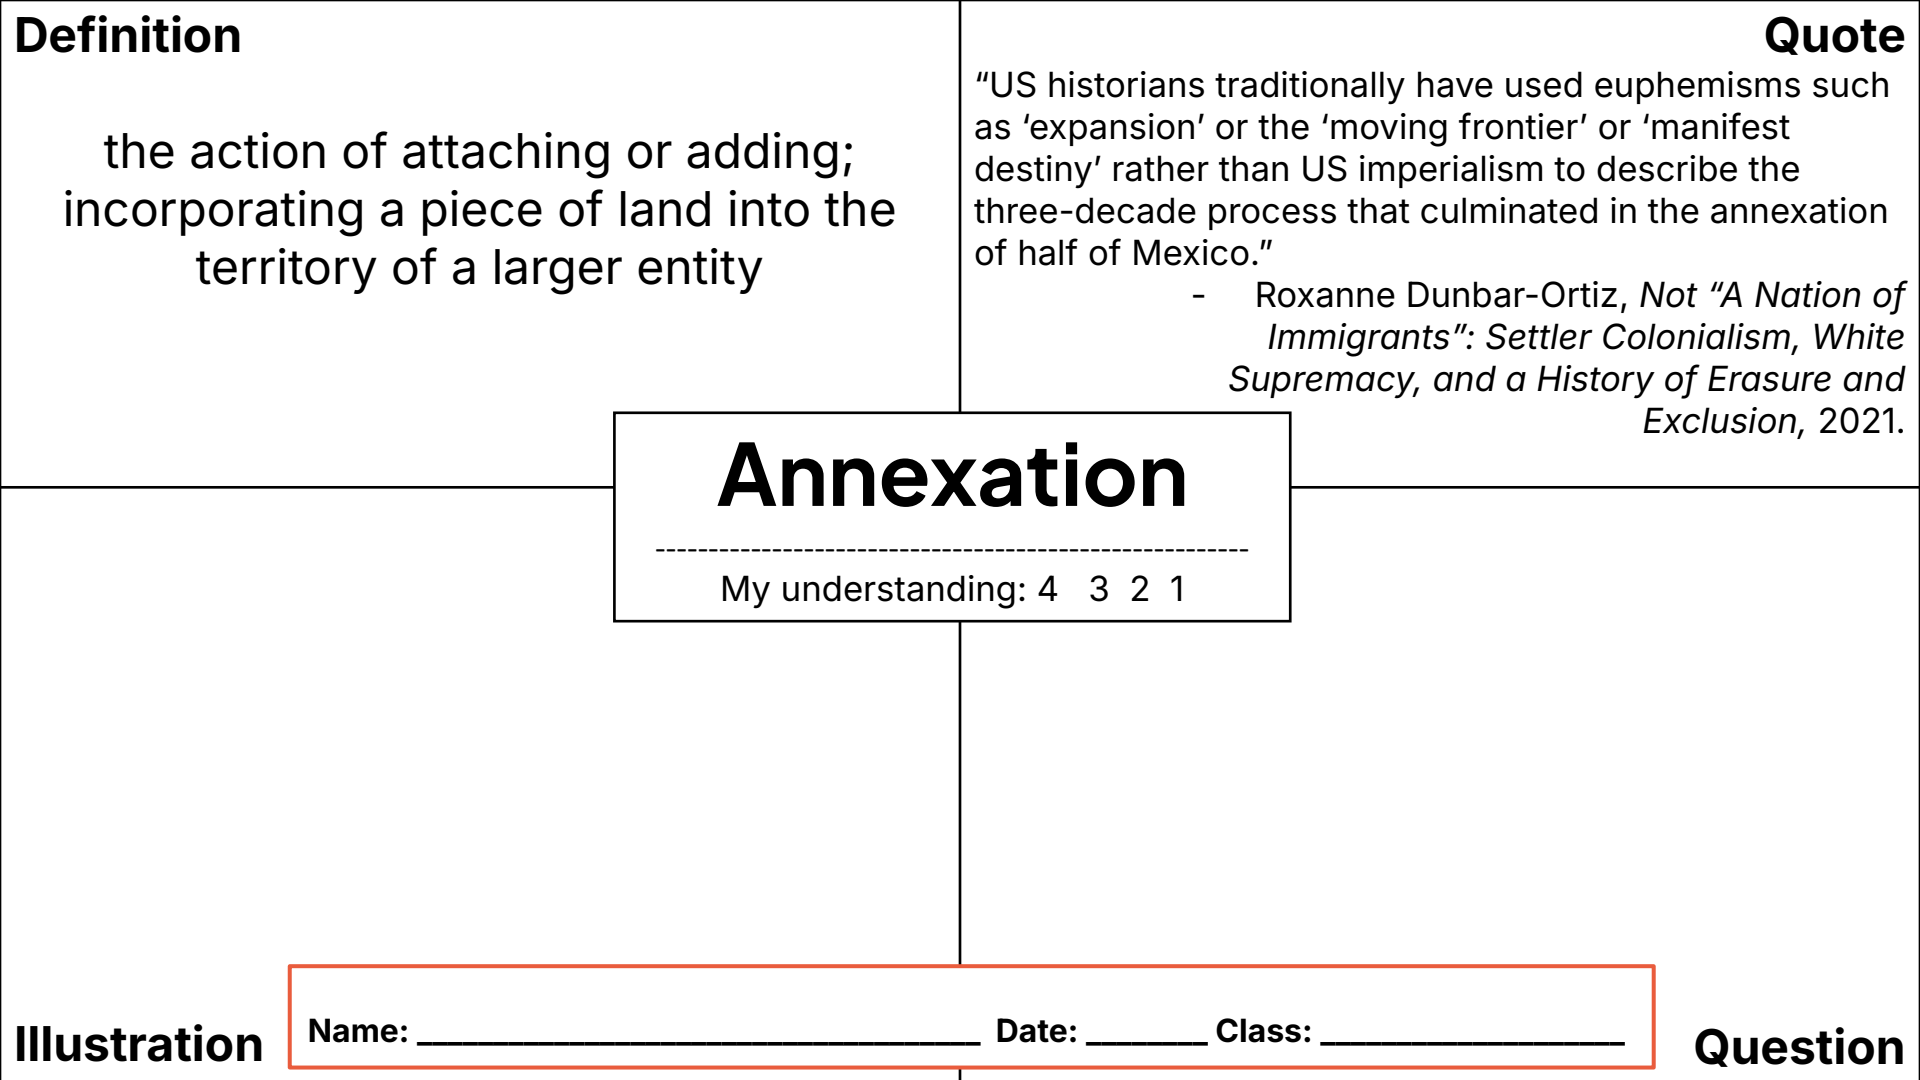 Definition
the action of attaching or adding;
incorporating a piece of land into the
territory of a larger entity
Quote
“US historians traditionally have used euphemisms such
as ‘expansion’ or the ‘moving frontier’ or ‘manifest
destiny’ rather than US imperialism to describe the
three-decade process that culminated in the annexation
of half of Mexico.”
- Roxanne Dunbar-Ortiz, Not “A Nation of
Immigrants”: Settler Colonialism, White
Supremacy, and a History of Erasure and
Exclusion, 2021.
Annexation
---------------------------------------------------------
My understanding: 4 3 2 1
Illustration
Name: _________________________________ Date: _______ Class: __________________
Question